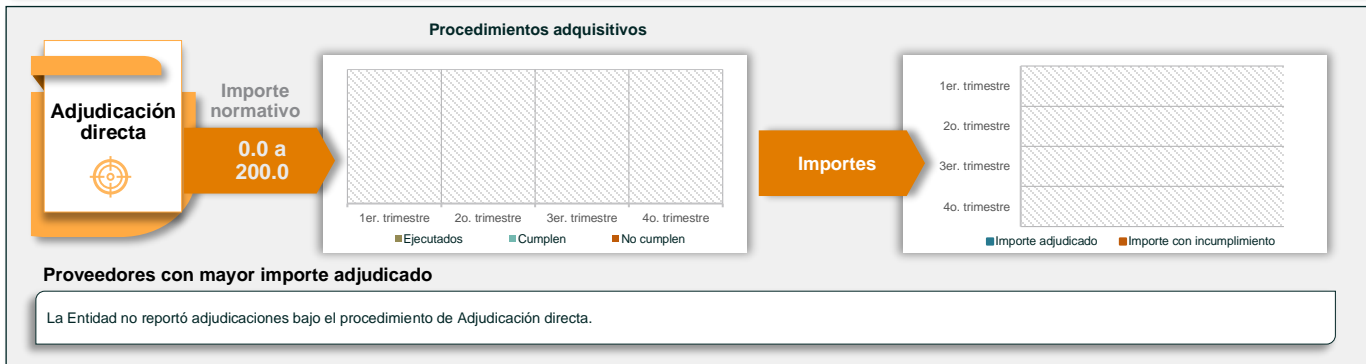 Procedimientos adquisitivos
Adjudicación
directa
Importe
normativo
0.0 a
200.0
1er. trimestre
2o. trimestre
3er. trimestre
4o. trimestre
Ejecutados
Cumplen
No cumplen
Importes
1er. trimestre
2o. trimestre
3er. trimestre
4o. trimestre
Importe adjudicado
Importe con incumplimiento
Proveedores con mayor importe adjudicado
La Entidad no reportó adjudicaciones bajo el procedimiento de Adjudicación directa.